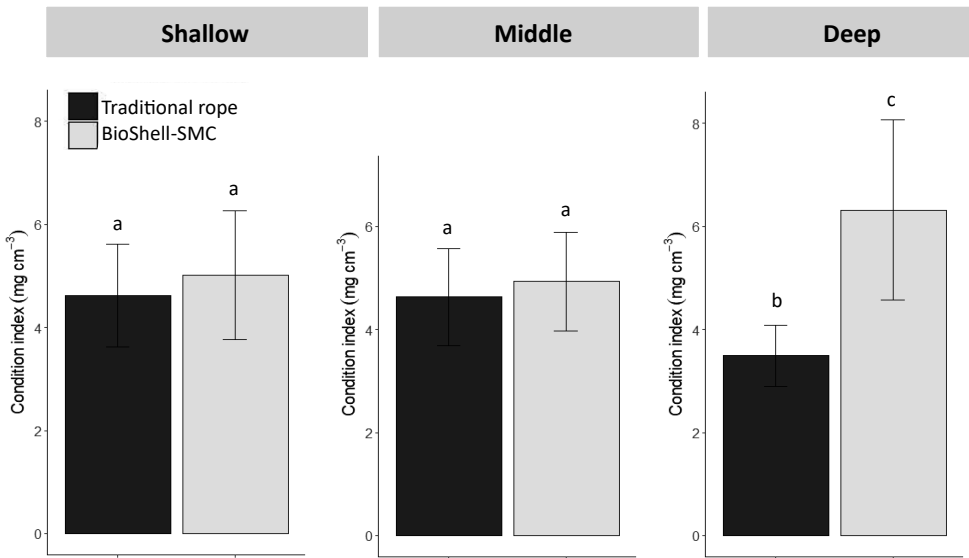 Shallow
Middle
Deep
Traditional rope
BioShell-SMC
Condition index (mg cm⁻³)
8
6
4
2
0
a
a
Condition index (mg cm⁻³)
6
4
2
0
a
a
Condition index (mg cm⁻³)
8
6
4
2
0
b
c